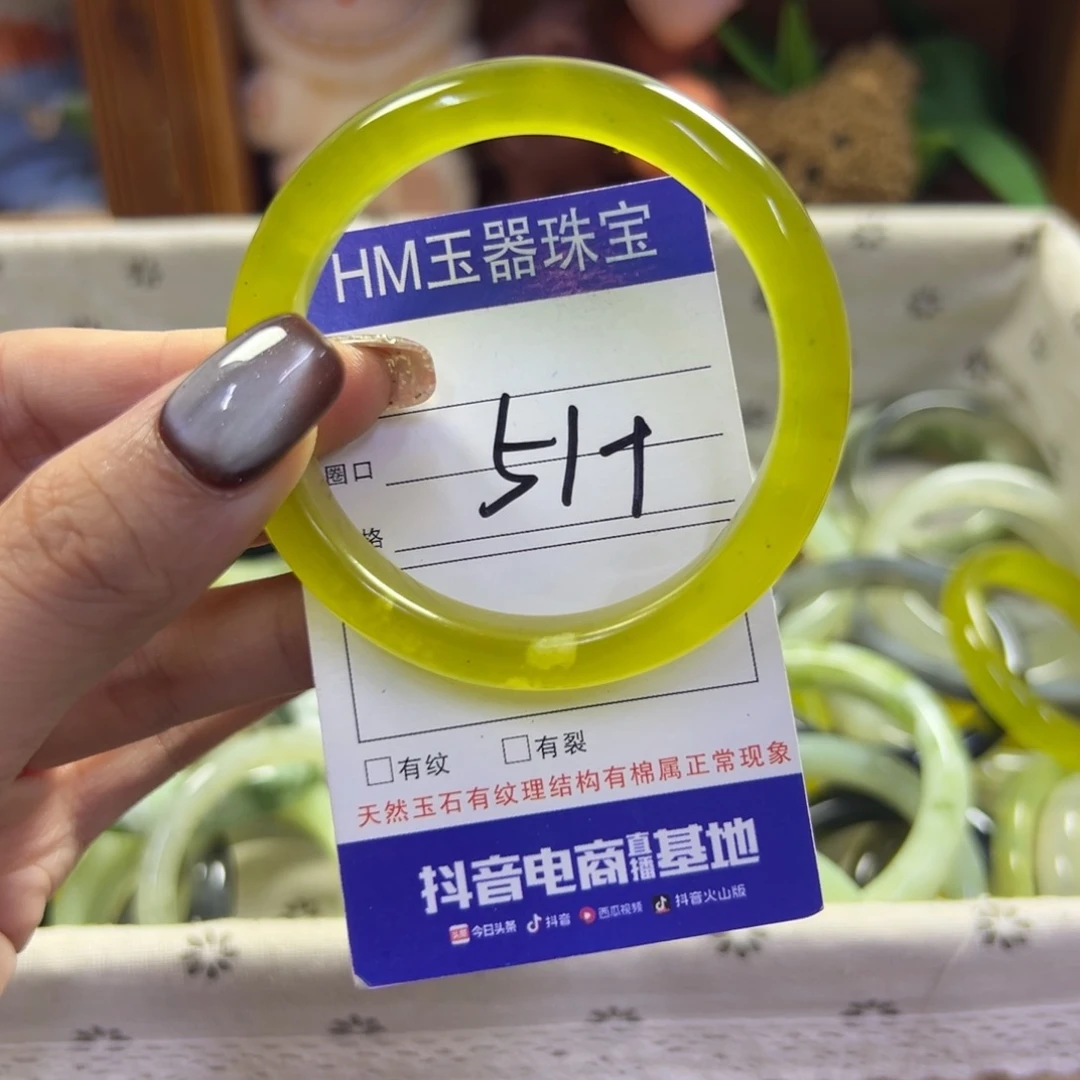 HM玉器珠宝
圈口
51+
格
有纹 有裂
天然玉石有纹理结构有棉属正常现象
抖音电商直播基地
头条 今日头条 抖音 西瓜视频 抖音火山版